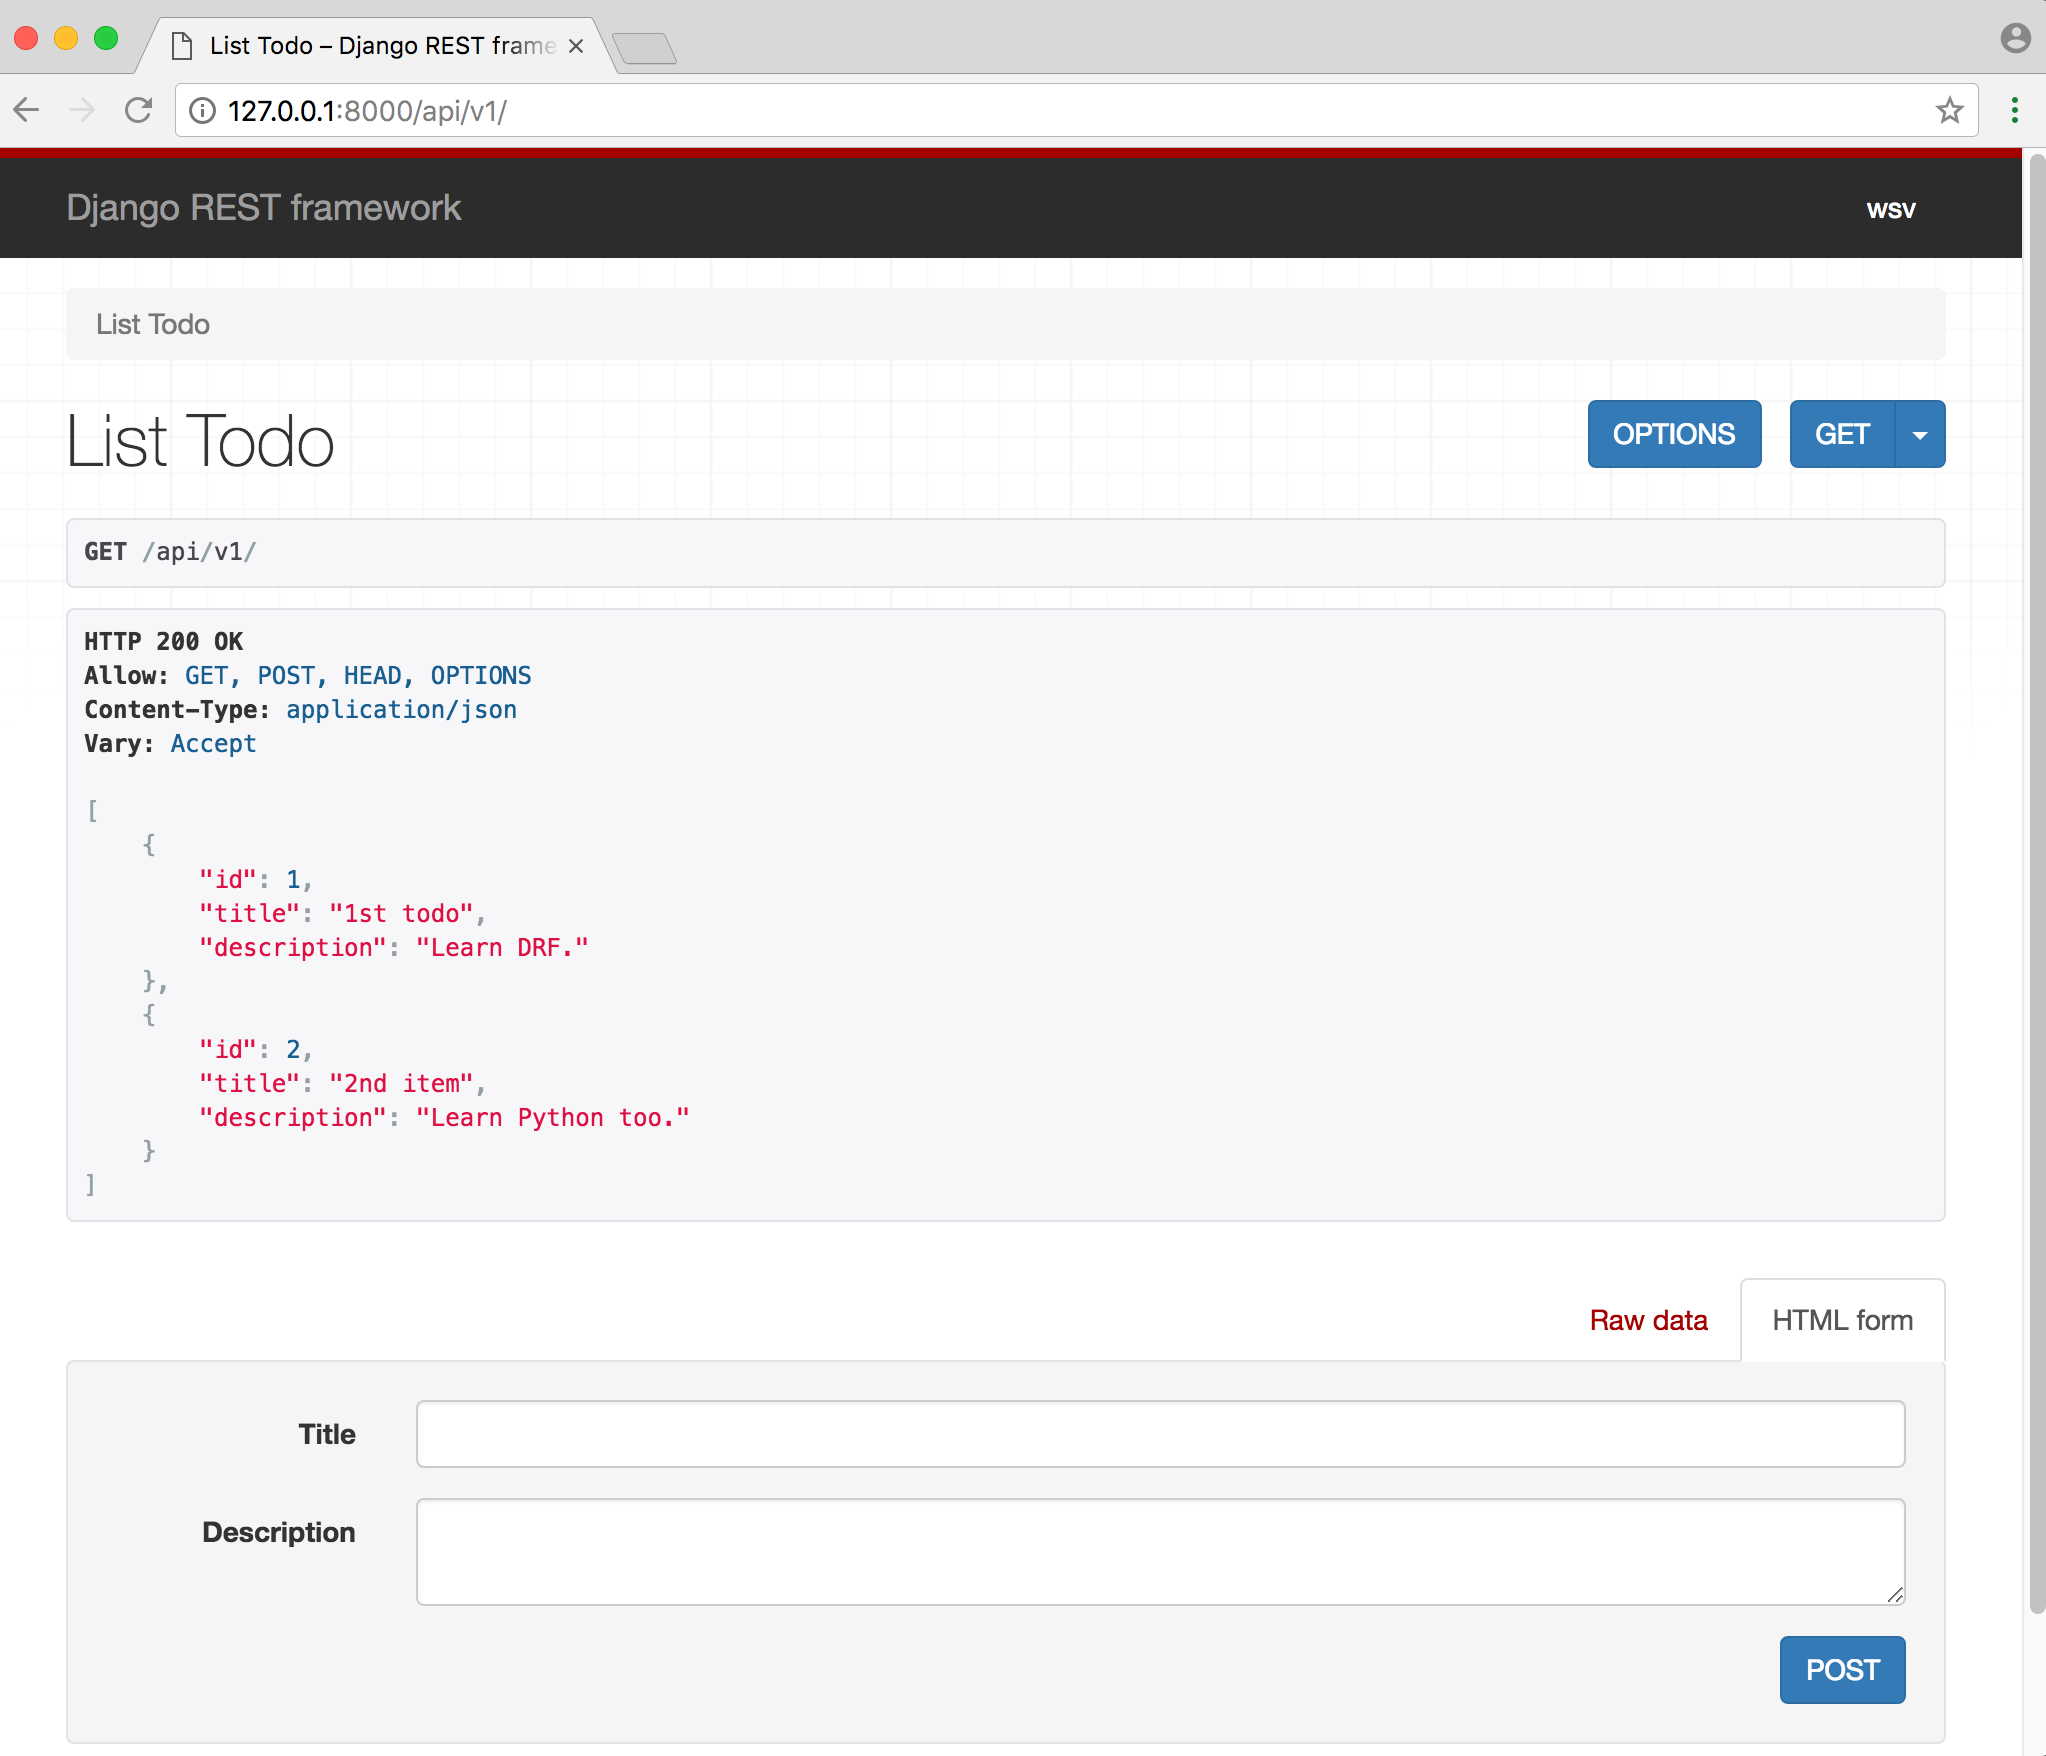 List Todo – Django REST frame
127.0.0.1:8000/api/v1/
Django REST framework
wsv
List Todo
List Todo
OPTIONS
GET
GET /api/v1/
HTTP 200 OK
Allow: GET, POST, HEAD, OPTIONS
Content-Type: application/json
Vary: Accept
[
    {
        "id": 1,
        "title": "1st todo",
        "description": "Learn DRF."
    },
    {
        "id": 2,
        "title": "2nd item",
        "description": "Learn Python too."
    }
]
Raw data
HTML form
Title
Description
POST